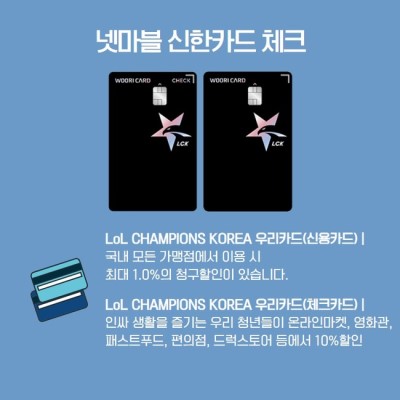 넷마블 신한카드 체크
WOORI CARD
CHECK
LCK
WOORI CARD
LCK
LoL CHAMPIONS KOREA 우리카드(신용카드) |
국내 모든 가맹점에서 이용 시
최대 1.0%의 청구할인이 있습니다.
LoL CHAMPIONS KOREA 우리카드(체크카드) |
인싸 생활을 즐기는 우리 청년들이 온라인마켓, 영화관,
패스트푸드, 편의점, 드럭스토어 등에서 10%할인